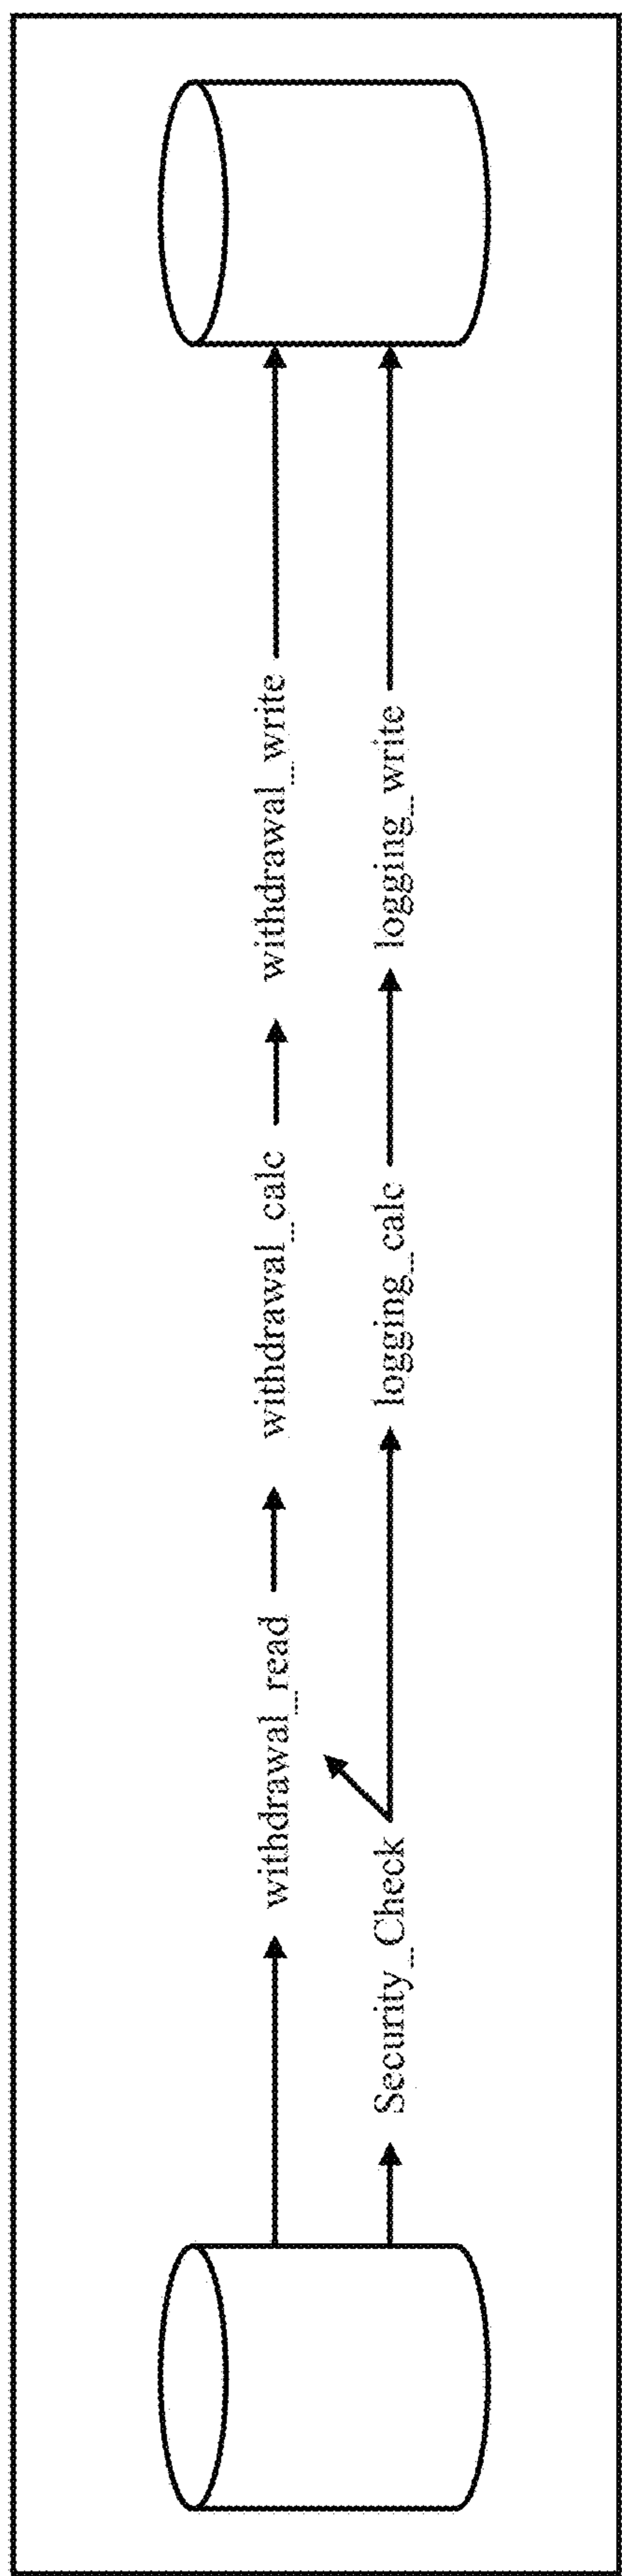 withdrawal_read
withdrawal_calc
withdrawal_write
Security_Check
logging_calc
logging_write